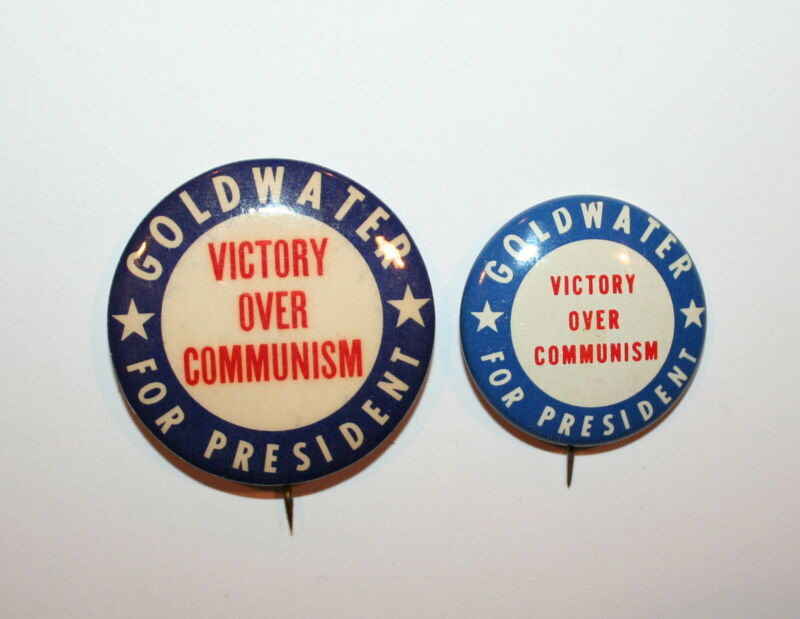 GOLDWATER
VICTORY
OVER
COMMUNISM
FOR PRESIDENT
GOLDWATER
VICTORY
OVER
COMMUNISM
FOR PRESIDENT